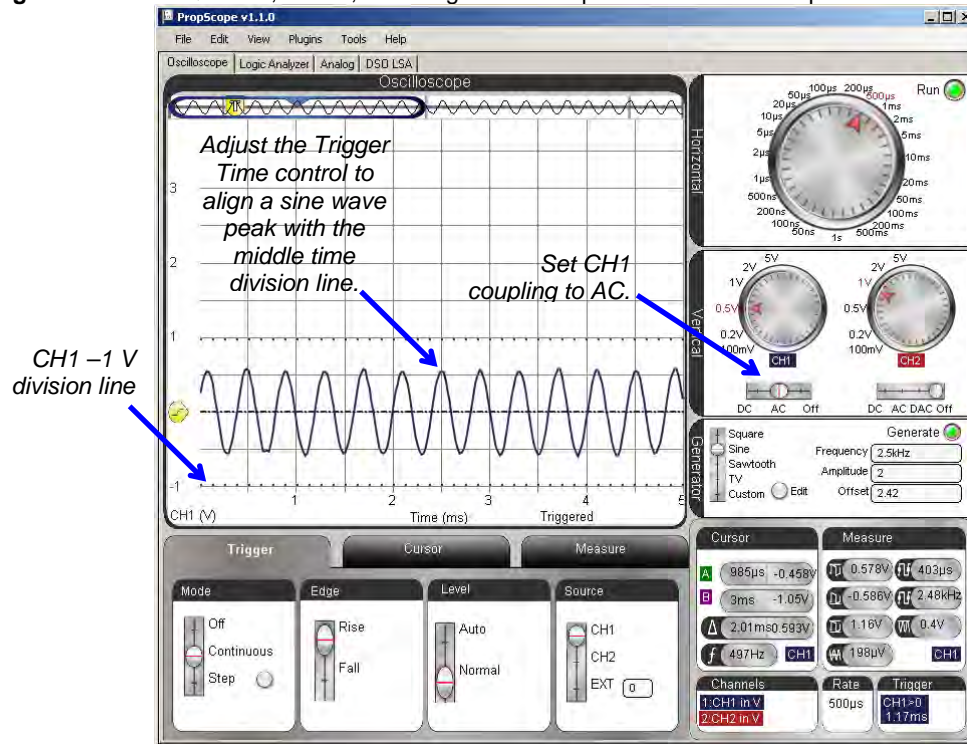 PropScope v1.1.0
File Edit View Plugins Tools Help
Oscilloscope Logic Analyzer Analog DSO LSA
Oscilloscope
Adjust the Trigger
Time control to
align a sine wave
peak with the
middle time
division line.
Set CH1
coupling to AC.
CH1 –1 V
division line
3
2
1
-1
1 2 3 4 5
CH1 (V) Time (ms) Triggered
Horizontal
Run
50µs 100µs 200µs 500µs
20µs 1ms
10µs 2ms
5µs 5ms
2µs 10ms
1µs 20ms
500ns 50ms
200ns 100ms
100ns 200ms
50ns 1s 500ms
Vertical
5V 5V
2V 2V
1V 1V
0.5V 0.5V
0.2V 0.2V
100mV 100mV
CH1 CH2
DC AC Off DC AC DAC Off
Generator
Square
Sine
Sawtooth
TV
Custom Edit
Generate
Frequency 2.5kHz
Amplitude 2
Offset 2.42
Trigger Cursor Measure
Mode
Off
Continuous
Step
Edge
Rise
Fall
Level
Auto
Normal
Source
CH1
CH2
EXT 0
Cursor
A 985µs -0.458V
B 3ms -1.05V
Δ 2.01ms 0.593V
f 497Hz CH1
Measure
0.578V 403µs
-0.586V 2.48kHz
1.16V 0.4V
198µV CH1
Channels
1:CH1 in V
2:CH2 in V
Rate
500µs
Trigger
CH1>0
1.17ms